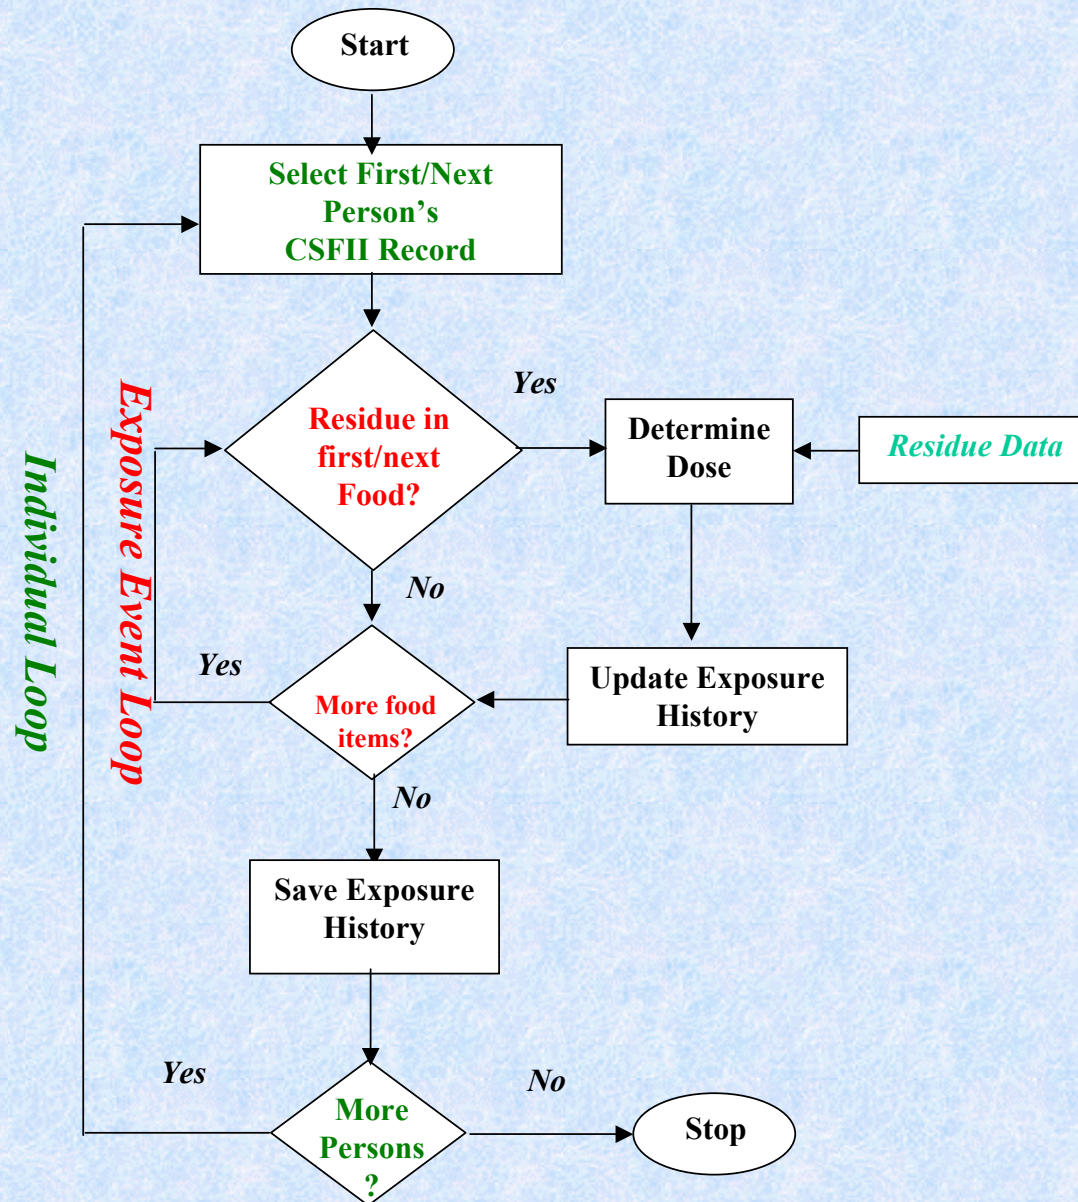 Start
Select First/Next
Person’s
CSFII Record
Residue in
first/next
Food?
Yes
Determine
Dose
Residue Data
No
Update Exposure
History
More food
items?
Yes
No
Save Exposure
History
More
Persons
?
Yes
No
Stop
Exposure Event Loop
Individual Loop